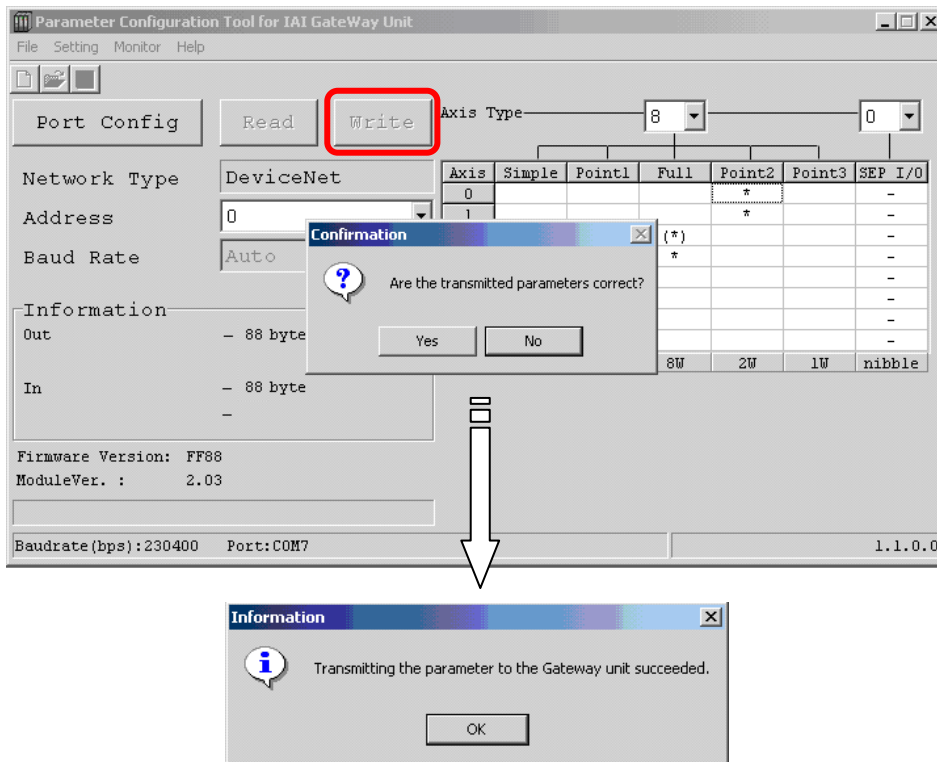 Parameter Configuration Tool for IAI GateWay Unit
File Setting Monitor Help
Port Config Read Write Axis Type 8 0
Network Type DeviceNet
Address 0
Baud Rate Auto
Axis Simple Point1 Full Point2 Point3 SEP I/O
0 * -
1 * -
(*) -
* -
-
-
-
-
8W 2W 1W nibble
Confirmation
Are the transmitted parameters correct?
Yes No
Information
Out - 88 byte
In - 88 byte
-
Firmware Version: FF88
ModuleVer. : 2.03
Baudrate(bps):230400 Port:COM7 1.1.0.0
Information
Transmitting the parameter to the Gateway unit succeeded.
OK